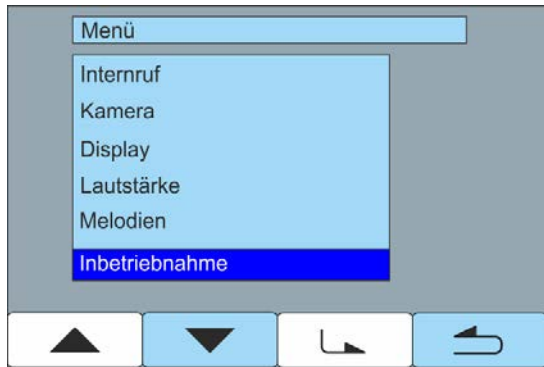 Menü
Internruf
Kamera
Display
Lautstärke
Melodien
Inbetriebnahme